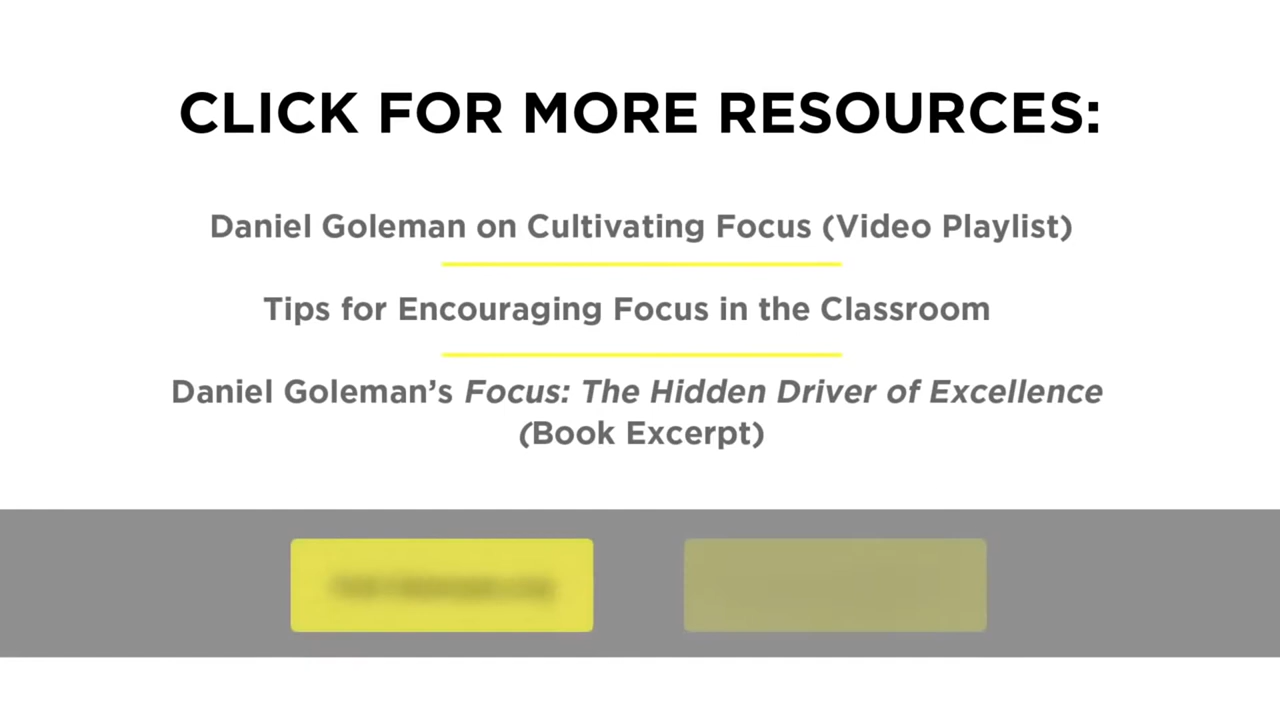 CLICK FOR MORE RESOURCES:
Daniel Goleman on Cultivating Focus (Video Playlist)
Tips for Encouraging Focus in the Classroom
Daniel Goleman’s Focus: The Hidden Driver of Excellence
(Book Excerpt)